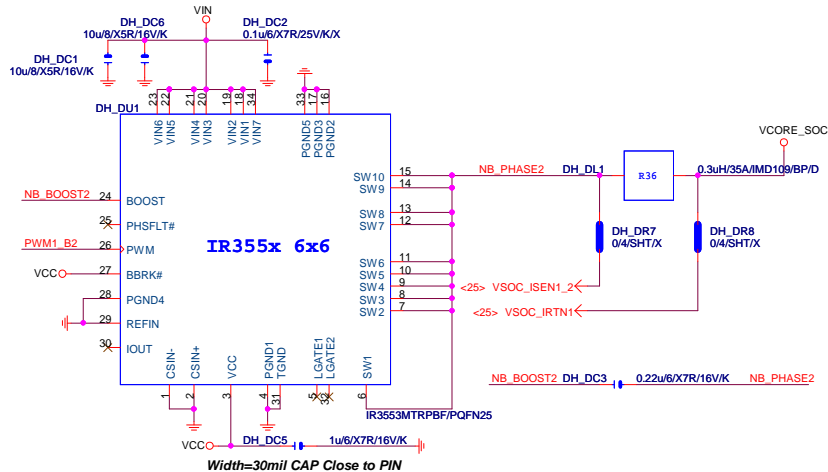 VIN
DH_DC6
10u/8/X5R/16V/K
DH_DC2
0.1u/6/X7R/25V/K/X
DH_DC1
10u/8/X5R/16V/K
DH_DU1
23
22
21
20
19
18
34
33
17
16
VIN6
VIN5
VIN4
VIN3
VIN2
VIN1
VIN7
PGND5
PGND3
PGND2
VCORE_SOC
NB_BOOST2
24
BOOST
25
PHSFLT#
PWM1_B2
26
PWM
VCC
27
BBRK#
28
PGND4
29
REFIN
30
IOUT
IR355x 6x6
SW10
15
SW9
14
SW8
13
SW7
12
SW6
11
SW5
10
SW4
9
SW3
8
SW2
7
NB_PHASE2
DH_DL1
R36
0.3uH/35A/IMD109/BP/D
DH_DR7
0/4/SHT/X
DH_DR8
0/4/SHT/X
<25> VSOC_ISEN1_2
<25> VSOC_IRTN1
CSIN-
CSIN+
VCC
PGND1
TGND
LGATE1
LGATE2
SW1
1
2
3
4
31
5
32
6
IR3553MTRPBF/PQFN25
NB_BOOST2
DH_DC3
0.22u/6/X7R/16V/K
NB_PHASE2
VCC
DH_DC5
1u/6/X7R/16V/K
Width=30mil CAP Close to PIN